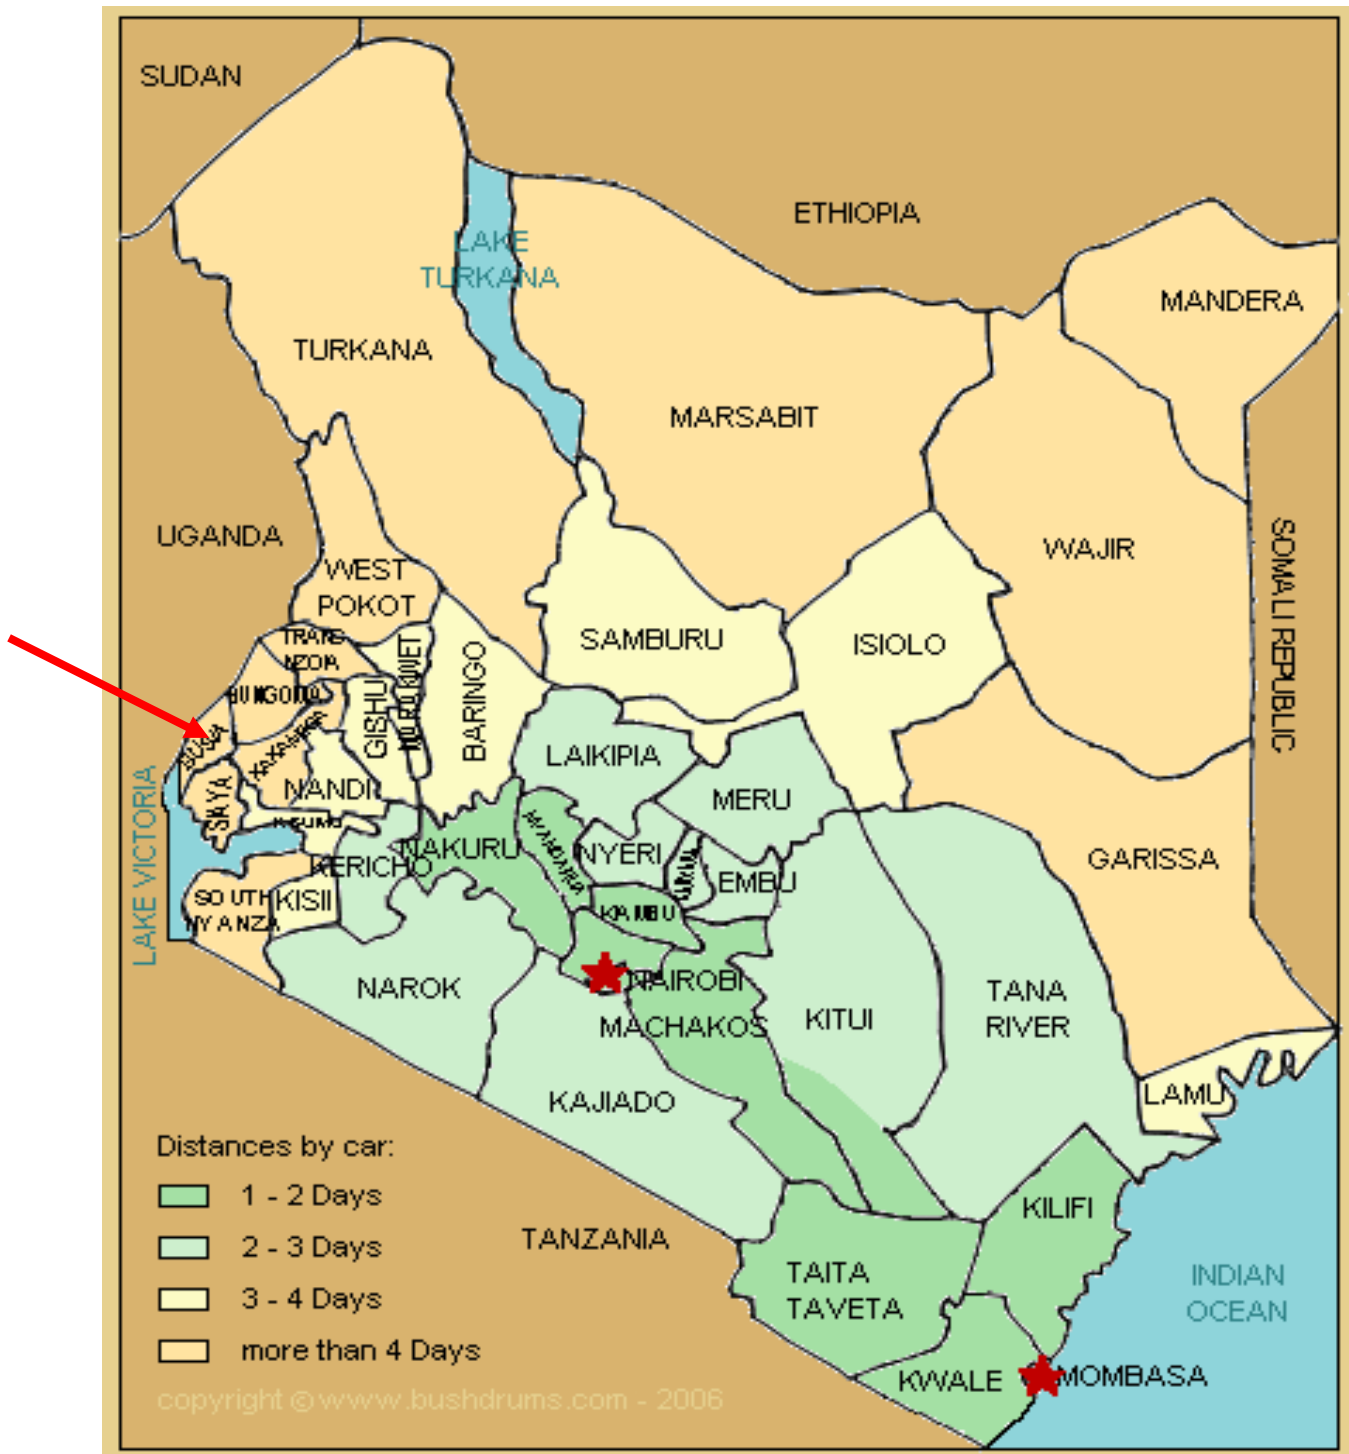 SUDAN
ETHIOPIA
LAKE
TURKANA
MANDERA
TURKANA
MARSABIT
UGANDA
WAJIR
SOMALI REPUBLIC
WEST
POKOT
SAMBURU
ISIOLO
TRANS
NZOIA
BUNGOMA
BARINGO
GISHU
BUSIA
LAIKIPIA
NANDI
MERU
SIAYA
LAKE VICTORIA
KISUMU
NAKURU
NYERI
KERICHO
EMBU
GARISSA
SOUTH
NYANZA
KISII
KIAMBU
NAROK
NAIROBI
MACHAKOS
KITUI
TANA
RIVER
KAJIADO
LAMU
Distances by car:
1 - 2 Days
2 - 3 Days
3 - 4 Days
more than 4 Days
TANZANIA
KILIFI
TAITA
TAVETA
INDIAN
OCEAN
KWALE
MOMBASA
copyright © www.bushdrums.com - 2006